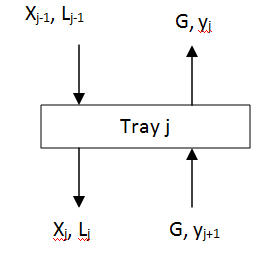 Xj-1, Lj-1
G, yj
Tray j
Xj, Lj
G, yj+1